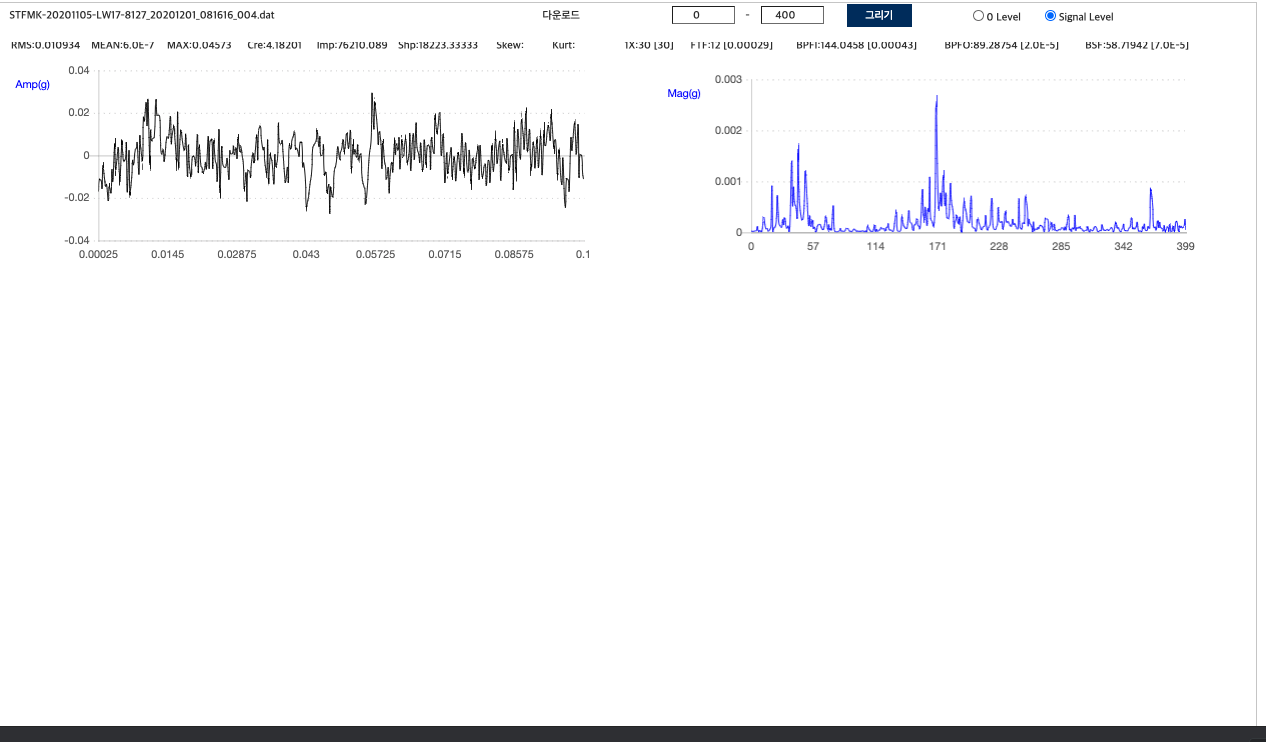 STFMK-20201105-LW17-8127_20201201_081616_004.dat 다운로드 0 - 400 그리기 0 Level Signal Level
RMS:0.010934 MEAN:6.0E-7 MAX:0.04573 Cre:4.18201 Imp:76210.089 Shp:18223.33333 Skew: Kurt: 1X:30 [30] FTF:12 [0.00029] BPFI:144.0458 [0.00043] BPFO:89.28754 [2.0E-5] BSF:58.71942 [7.0E-5]
Amp(g)
0.04
0.02
0
-0.02
-0.04
0.00025 0.0145 0.02875 0.043 0.05725 0.0715 0.08575 0.1
Mag(g)
0.003
0.002
0.001
0
0 57 114 171 228 285 342 399